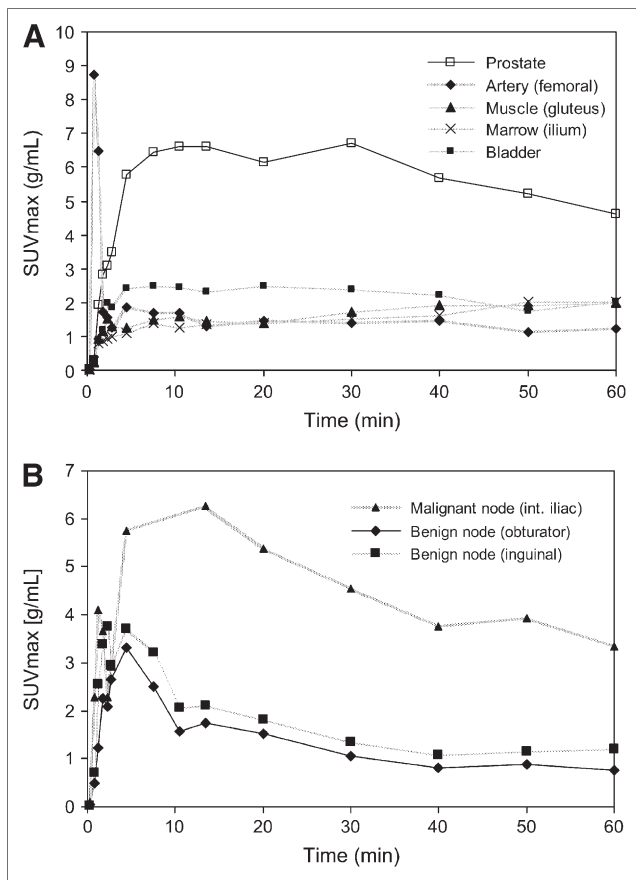 A
10
9
8
7
6
5
4
3
2
1
0
SUVmax (g/mL)
Prostate
Artery (femoral)
Muscle (gluteus)
Marrow (ilium)
Bladder
0 10 20 30 40 50 60
Time (min)
B
7
6
5
4
3
2
1
0
SUVmax [g/mL]
Malignant node (int. iliac)
Benign node (obturator)
Benign node (inguinal)
0 10 20 30 40 50 60
Time (min)